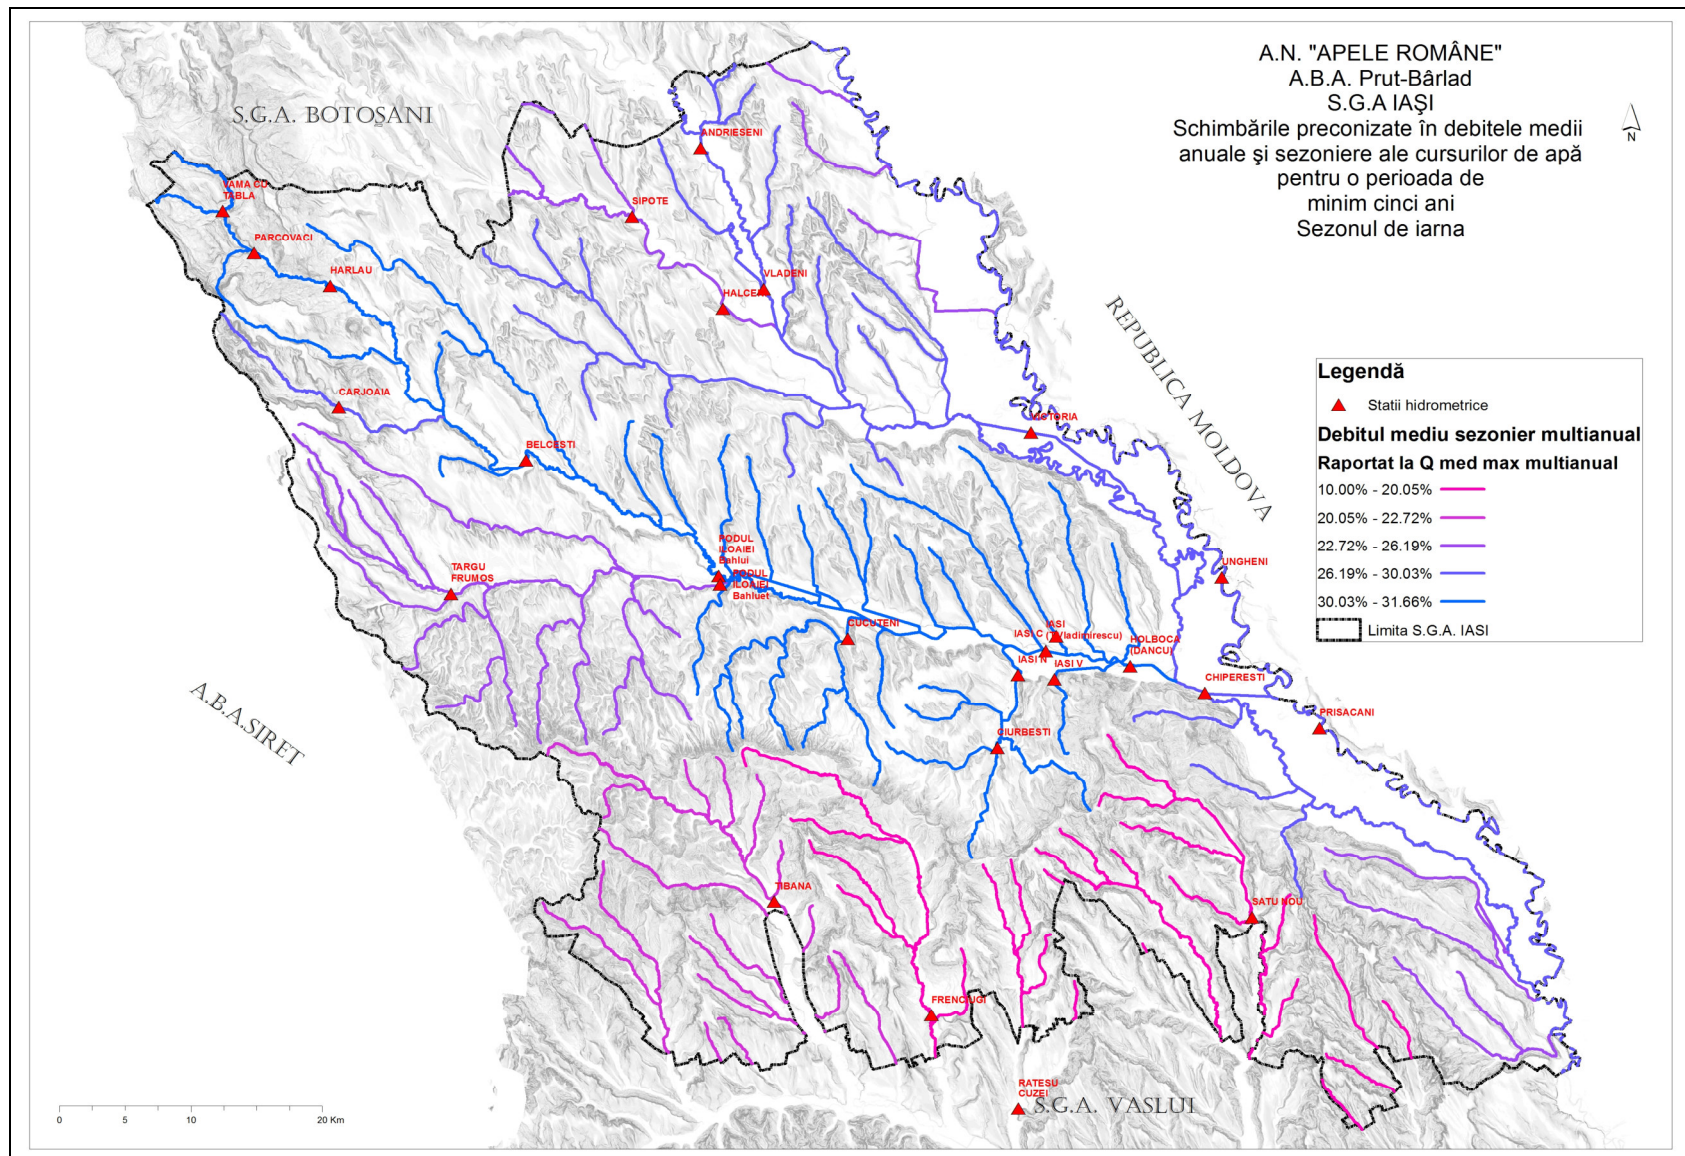 A.N. "APELE ROMÂNE"
A.B.A. Prut-Bârlad
S.G.A IAŞI
Schimbările preconizate în debitele medii
anuale şi sezoniere ale cursurilor de apă
pentru o perioada de
minim cinci ani
Sezonul de iarna
N
S.G.A. BOTOSANI
ANDRIESENI
TABLA
SIPOTE
PARCOVACI
HARLAU
VLADENI
REPUBLICA MOLDOVA
CARJOAIA
VICTORIA
BELCESTI
Legendă
Statii hidrometrice
Debitul mediu sezonier multianual
Raportat la Q med max multianual
10.00% - 20.05%
20.05% - 22.72%
22.72% - 26.19%
26.19% - 30.03%
30.03% - 31.66%
Limita S.G.A. IASI
PODUL
ILOAIEI
Bahlui
PODUL
ILOAIEI
Bahluet
TARGU
FRUMOS
UNGHENI
CUCUTENI
IASI
IASI C
HOLBOCA
(DANCU)
IASI N
IASI V
CHIPERESTI
PRISACANI
CIURBESTI
A.B.A.SIRET
TIBANA
SATU NOU
FRENCIUGI
RATESU
CUZEI
S.G.A. VASLUI
0 5 10 20 Km